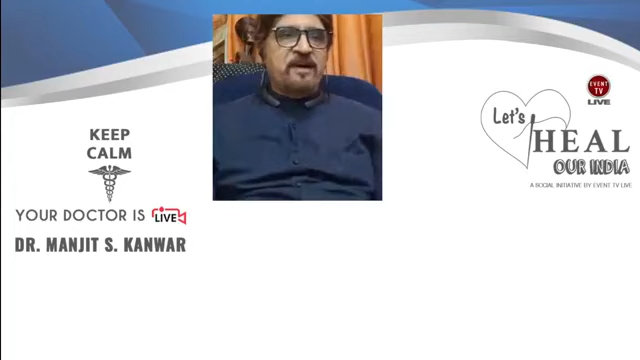 KEEP
CALM
YOUR DOCTOR IS LIVE
DR. MANJIT S. KANWAR
EVENT
TV
LIVE
Let's
HEAL
OUR INDIA
A SOCIAL INITIATIVE BY EVENT TV LIVE